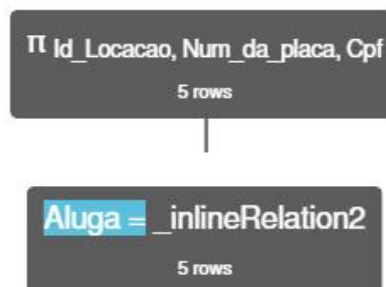 π Id_Locacao, Num_da_placa, Cpf
5 rows
Aluga = _inlineRelation2
5 rows